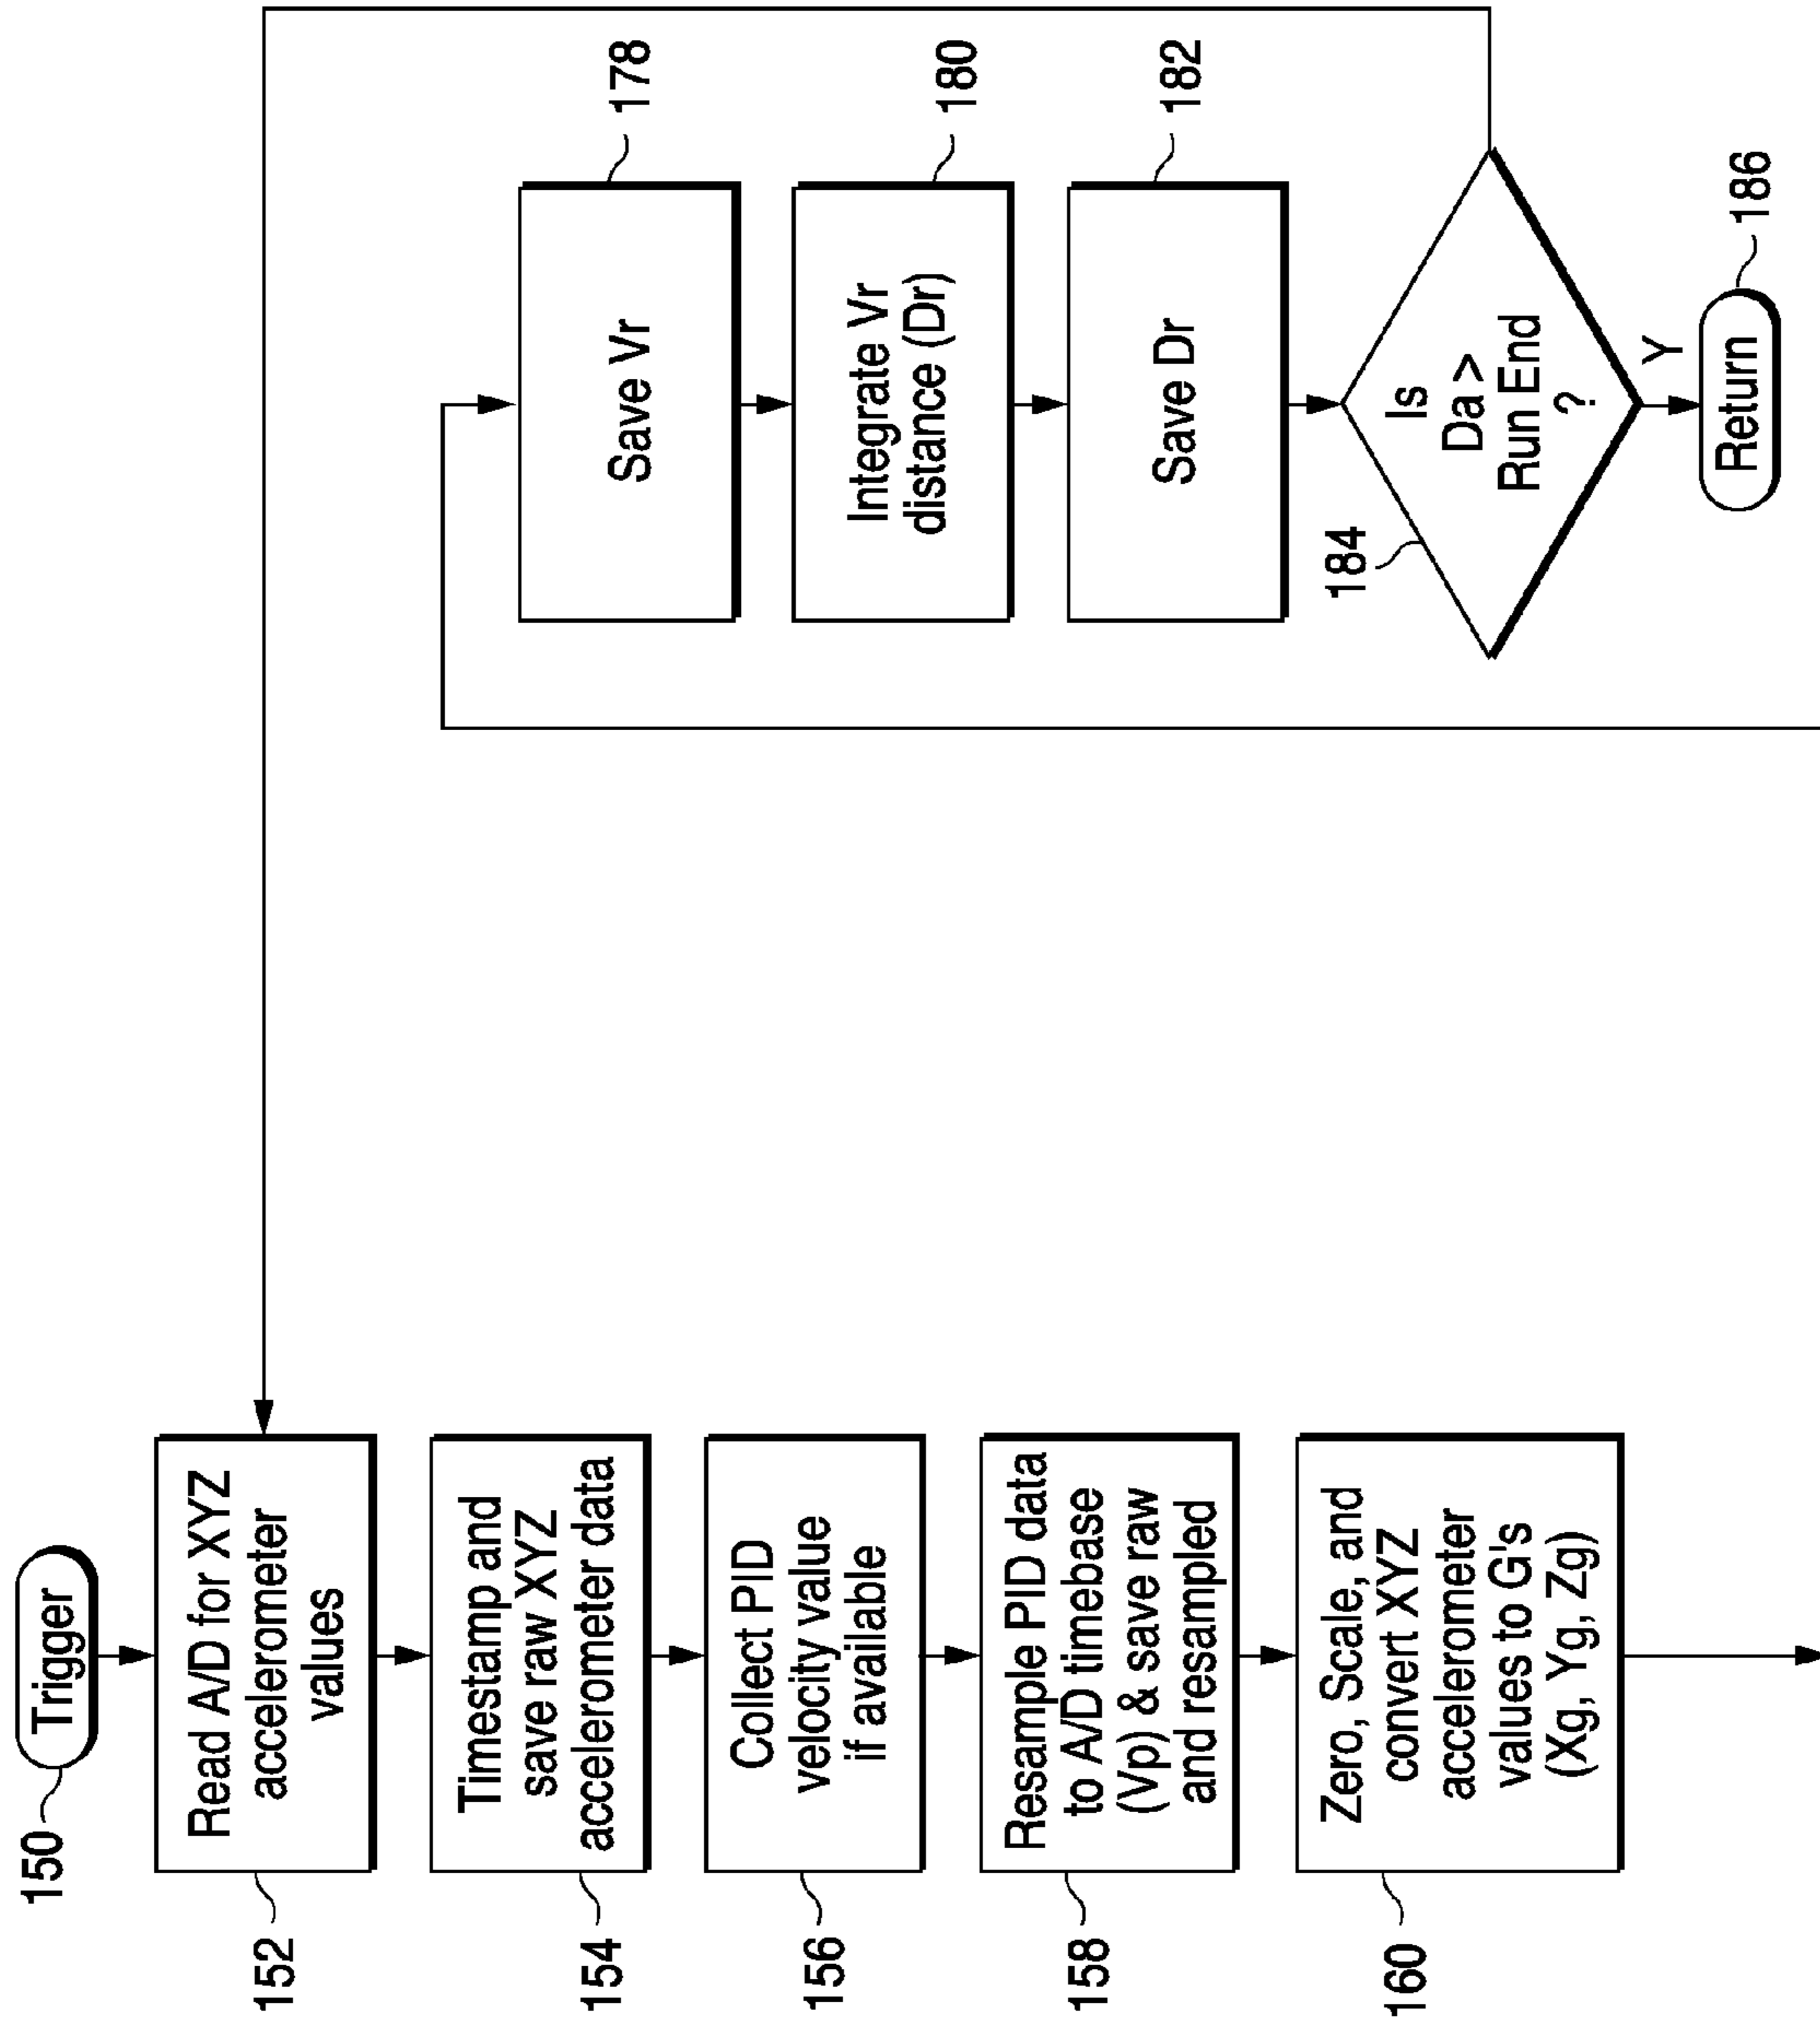 150
Trigger
152
Read A/D for XYZ
accelerometer
values
154
Timestamp and
save raw XYZ
accelerometer data
156
Collect PID
velocity value
if available
158
Resample PID data
to A/D timebase
(Vp) & save raw
and resampled
160
Zero, Scale, and
convert XYZ
accelerometer
values to G's
(Xg, Yg, Zg)
Save Vr
178
Integrate Vr
distance (Dr)
180
Save Dr
182
184
Is
Da >
Run End
?
Y
Return
186